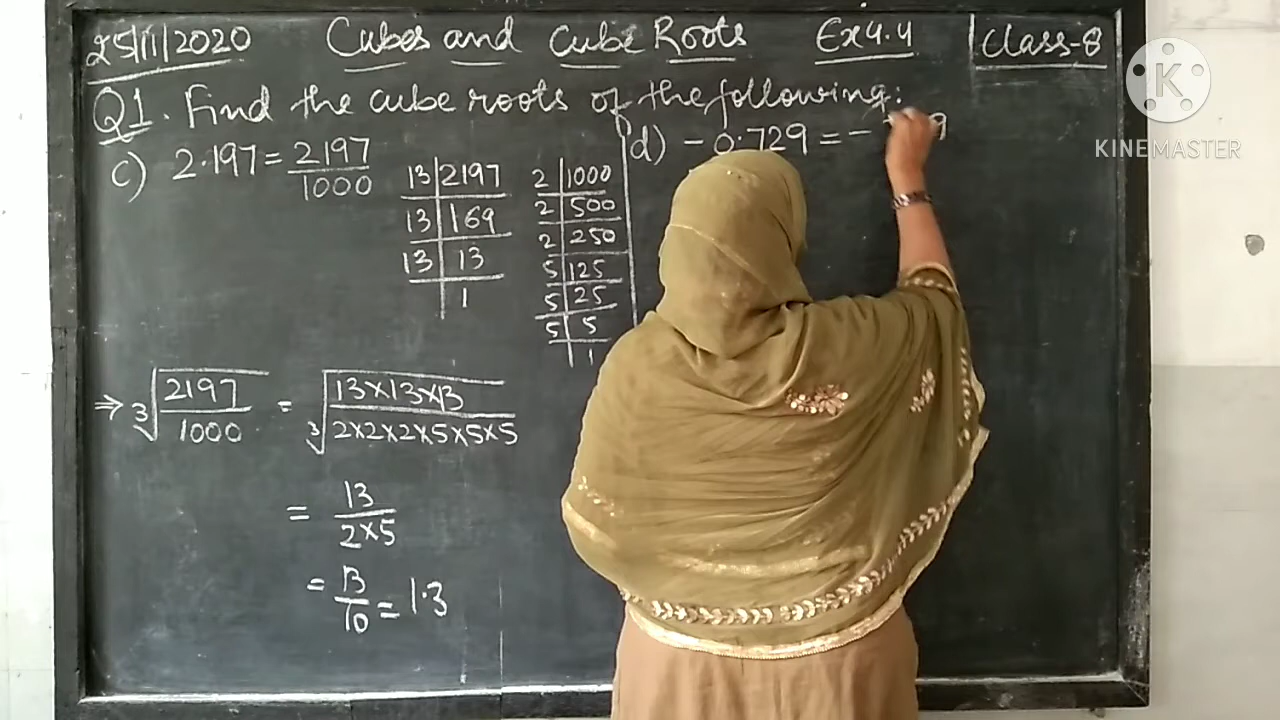 25/11/2020 Cubes and Cube Roots Ex 4.4 Class-8
Q1. Find the cube roots of the following:
c) 2.197 = 2197/1000
13 | 2197
13 | 169
13 | 13
1
2 | 1000
2 | 500
2 | 250
5 | 125
5 | 25
5 | 5
1
⇒ ∛(2197/1000) = ∛(13×13×13/2×2×2×5×5×5)
= 13/2×5
= 13/10 = 1.3
d) -0.729 = -
K
KINEMASTER